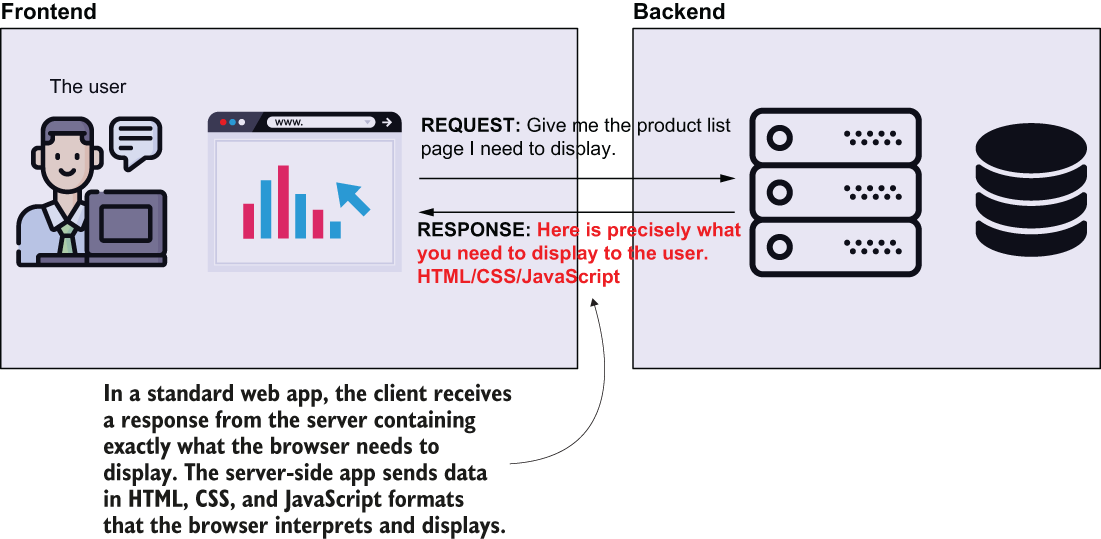 Frontend
Backend
The user
www.
REQUEST: Give me the product list
page I need to display.
RESPONSE: Here is precisely what
you need to display to the user.
HTML/CSS/JavaScript
In a standard web app, the client receives
a response from the server containing
exactly what the browser needs to
display. The server-side app sends data
in HTML, CSS, and JavaScript formats
that the browser interprets and displays.